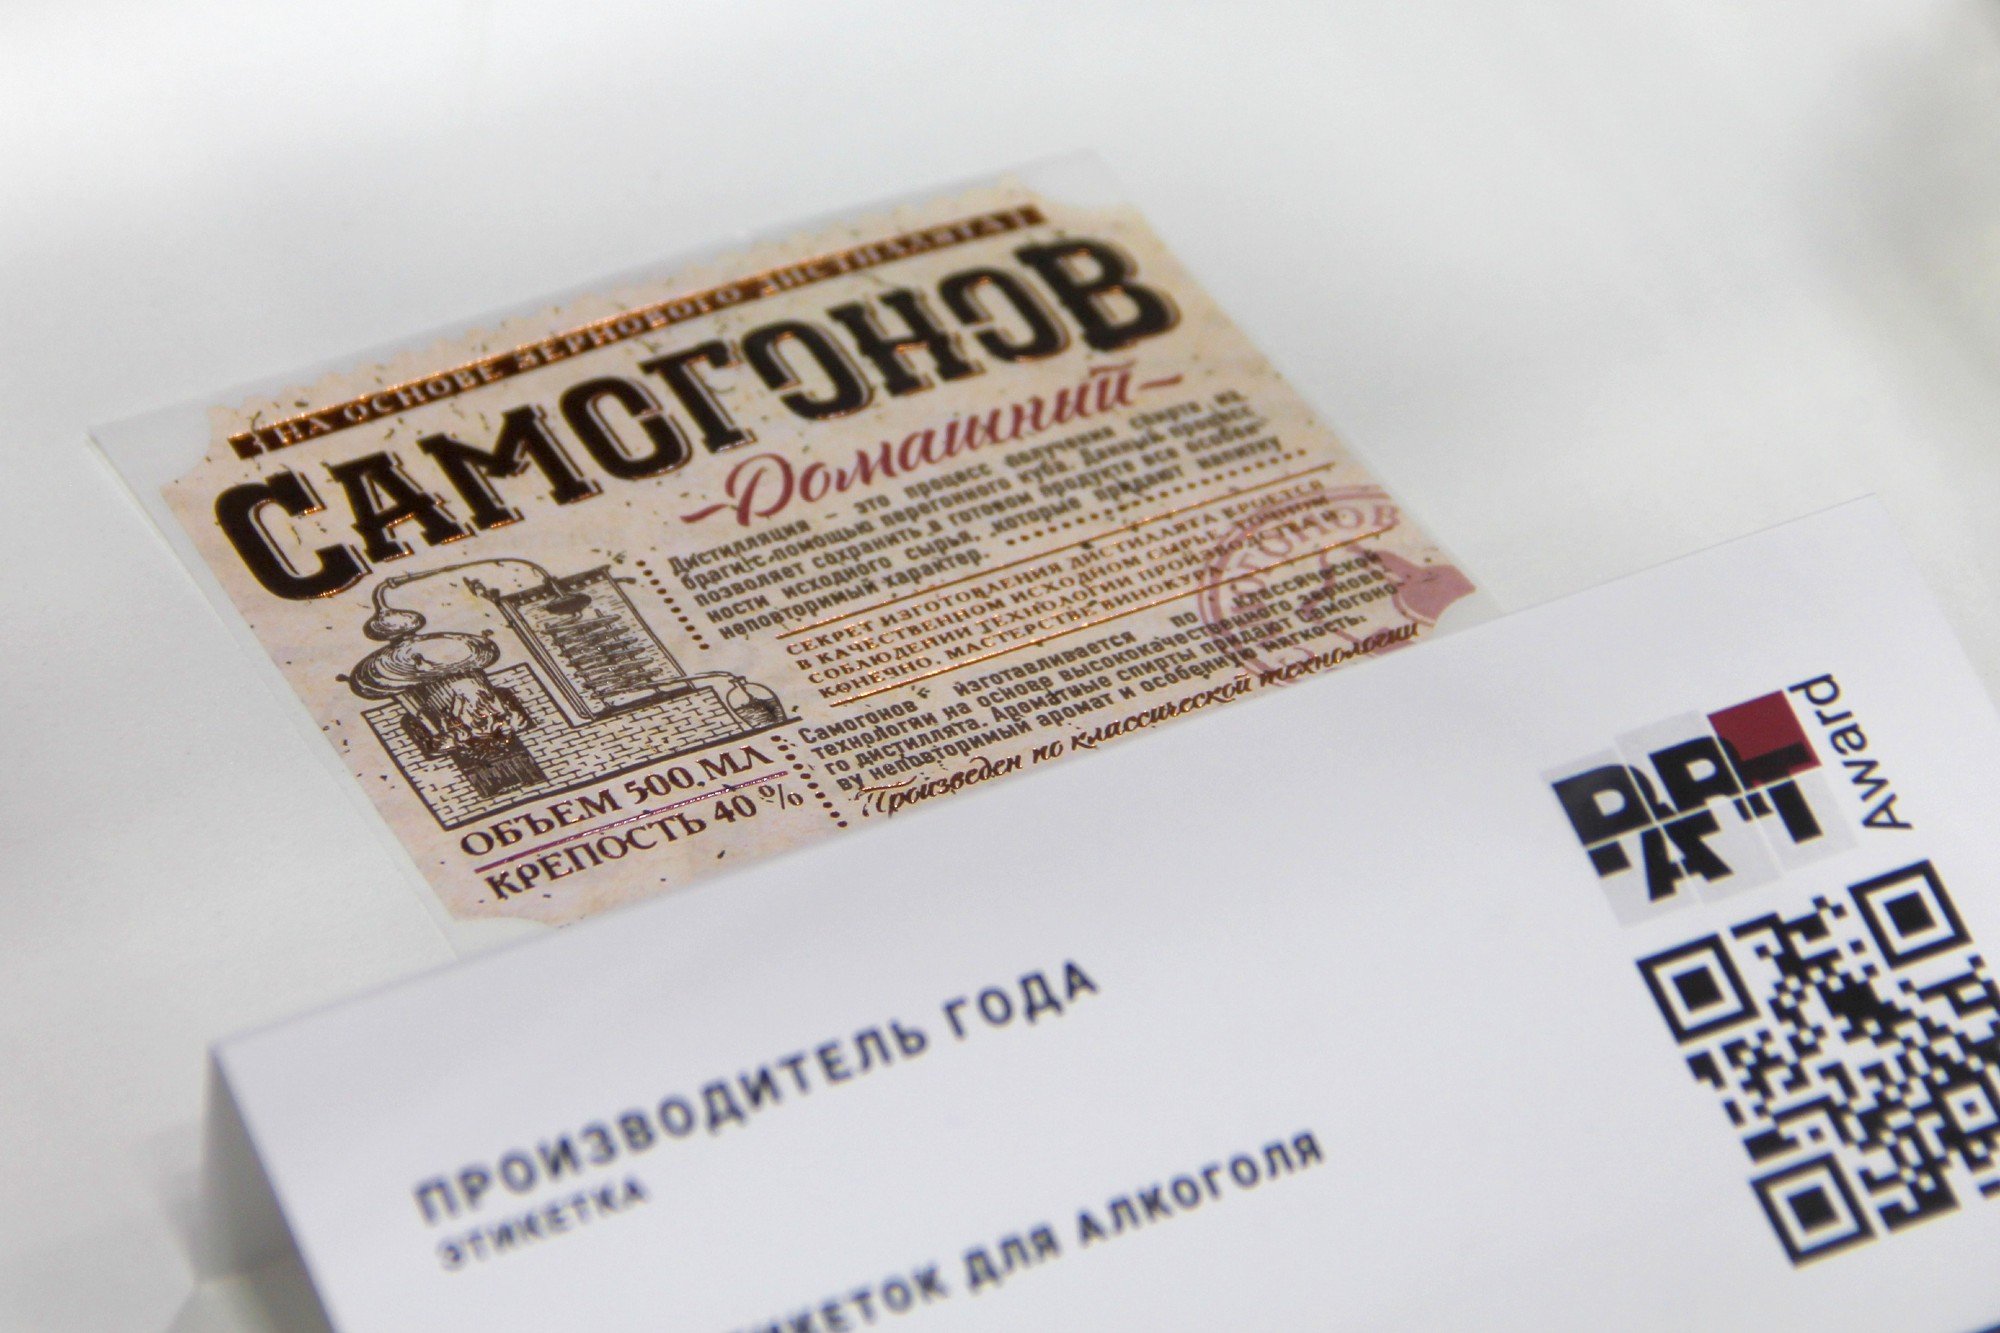 НА ОСНОВЕ ЗЕРНОВОГО ДИСТИЛЛЯТА
САМОГОНОВ
Домашний
Дистилляция – это процесс получения спирта из
браги с помощью перегонного куба. Данный процесс
позволяет сохранить в готовом продукте все особен-
ности исходного сырья, которые придают напитку
неповторимый характер.
СЕКРЕТ ИЗГОТОВЛЕНИЯ ДИСТИЛЛЯТА КРОЕТСЯ
В КАЧЕСТВЕННОМ ИСХОДНОМ СЫРЬЕ, ТОЧНОМ
СОБЛЮДЕНИИ ТЕХНОЛОГИИ ПРОИЗВОДСТВА И
КОНЕЧНО, МАСТЕРСТВЕ ВИНОКУРА
Самогонов изготавливается по классической
технологии на основе высококачественного зерново-
го дистиллята. Ароматные спирты придают Самогоно-
ву неповторимый аромат и особенную мягкость.
Произведен по классической технологии
ОБЪЕМ 500 МЛ
КРЕПОСТЬ 40 %
Award
ПРОИЗВОДИТЕЛЬ ГОДА
ЭТИКЕТКА
ДЛЯ АЛКОГОЛЯ